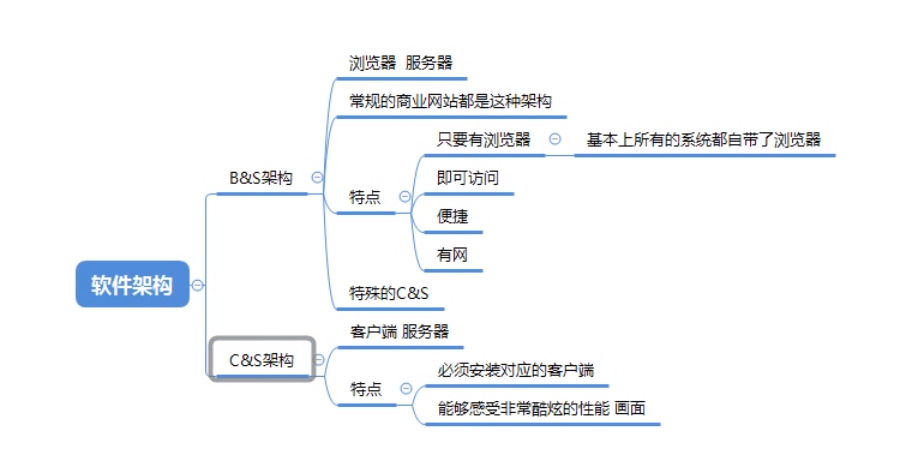 浏览器  服务器
常规的商业网站都是这种架构
只要有浏览器
基本上所有的系统都自带了浏览器
B&S架构
即可访问
特点
便捷
有网
软件架构
特殊的C&S
客户端 服务器
C&S架构
必须安装对应的客户端
特点
能够感受非常酷炫的性能 画面